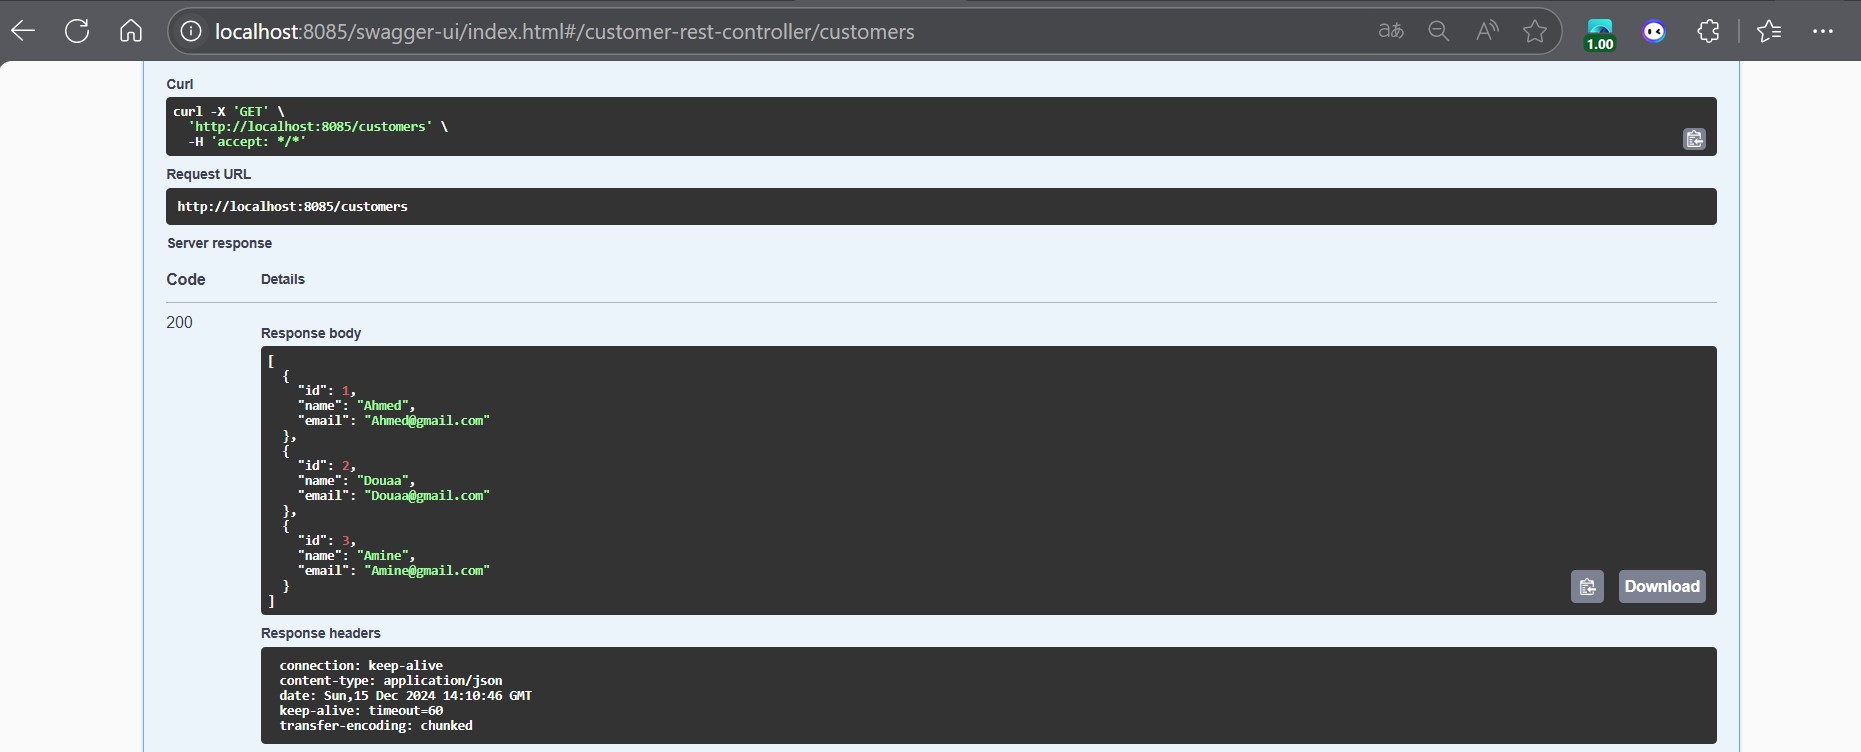 localhost:8085/swagger-ui/index.html#/customer-rest-controller/customers
aあ
A
1.00
Curl
curl -X 'GET' \
  'http://localhost:8085/customers' \
  -H 'accept: */*'
Request URL
http://localhost:8085/customers
Server response
Code Details
200
Response body
[
  {
    "id": 1,
    "name": "Ahmed",
    "email": "Ahmed@gmail.com"
  },
  {
    "id": 2,
    "name": "Douaa",
    "email": "Douaa@gmail.com"
  },
  {
    "id": 3,
    "name": "Amine",
    "email": "Amine@gmail.com"
  }
]
Download
Response headers
connection: keep-alive
content-type: application/json
date: Sun,15 Dec 2024 14:10:46 GMT
keep-alive: timeout=60
transfer-encoding: chunked